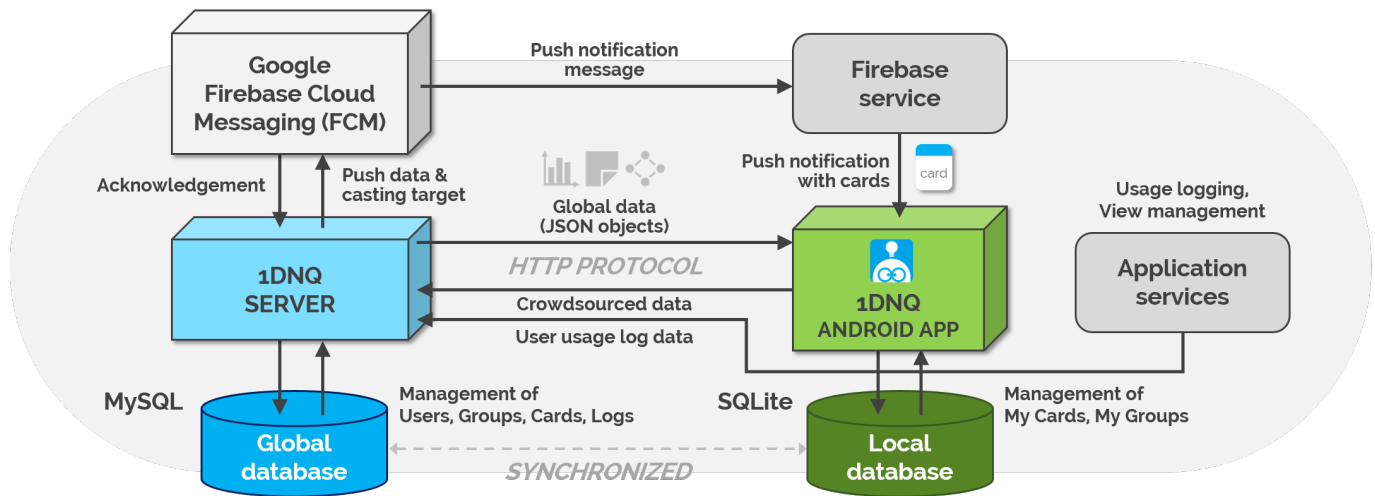 Google
Firebase Cloud
Messaging (FCM)
Push notification
message
Firebase
service
Acknowledgement
Push data &
casting target
Push notification
with cards
card
Global data
(JSON objects)
Usage logging,
View management
HTTP PROTOCOL
1DNQ
SERVER
1DNQ
ANDROID APP
Application
services
Crowdsourced data
User usage log data
MySQL
Management of
Users, Groups, Cards, Logs
SQLite
Management of
My Cards, My Groups
Global
database
Local
database
SYNCHRONIZED